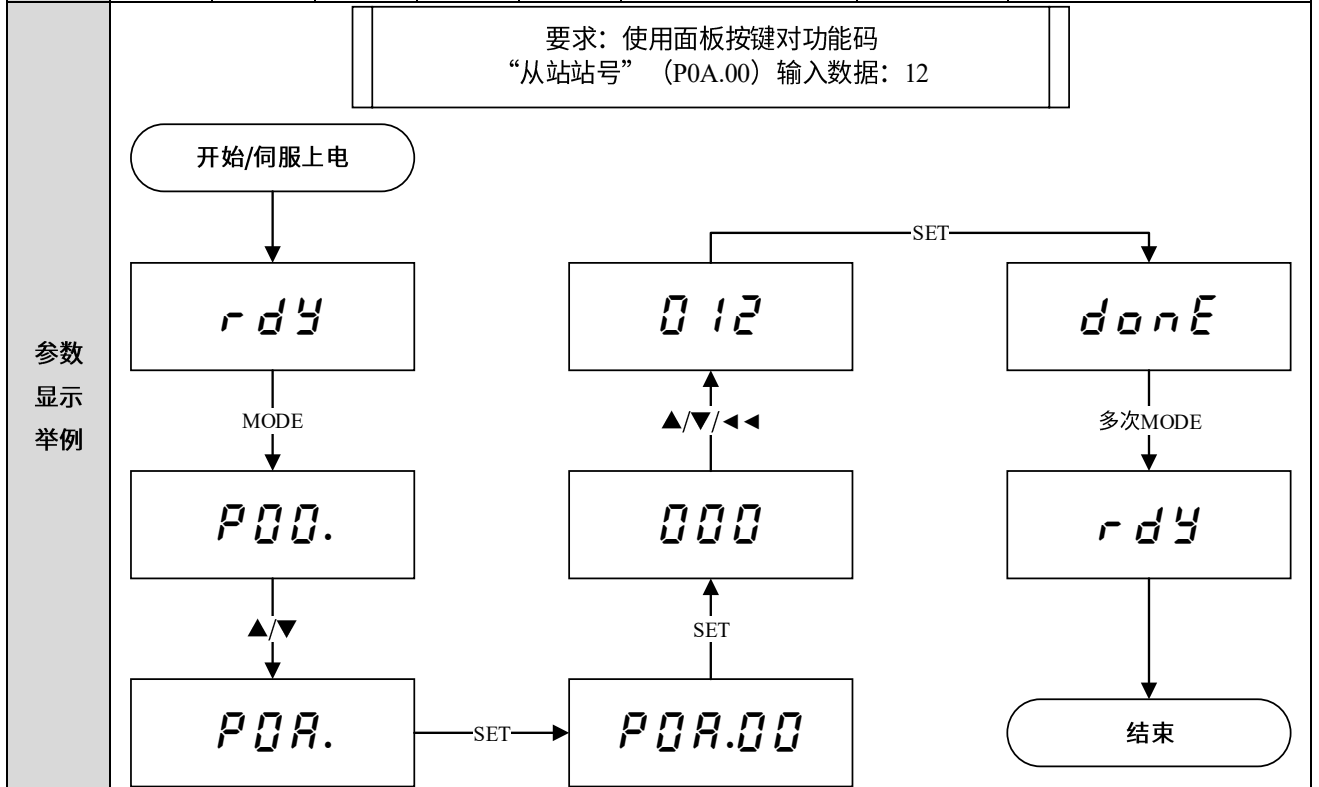 要求：使用面板按键对功能码
“从站站号”（P0A.00）输入数据：12
开始/伺服上电
rdy
MODE
P00.
▲/▼
P0A.
SET
P0A.00
SET
000
▲/▼/◄◄
012
SET
donE
多次MODE
rdy
结束
参数
显示
举例